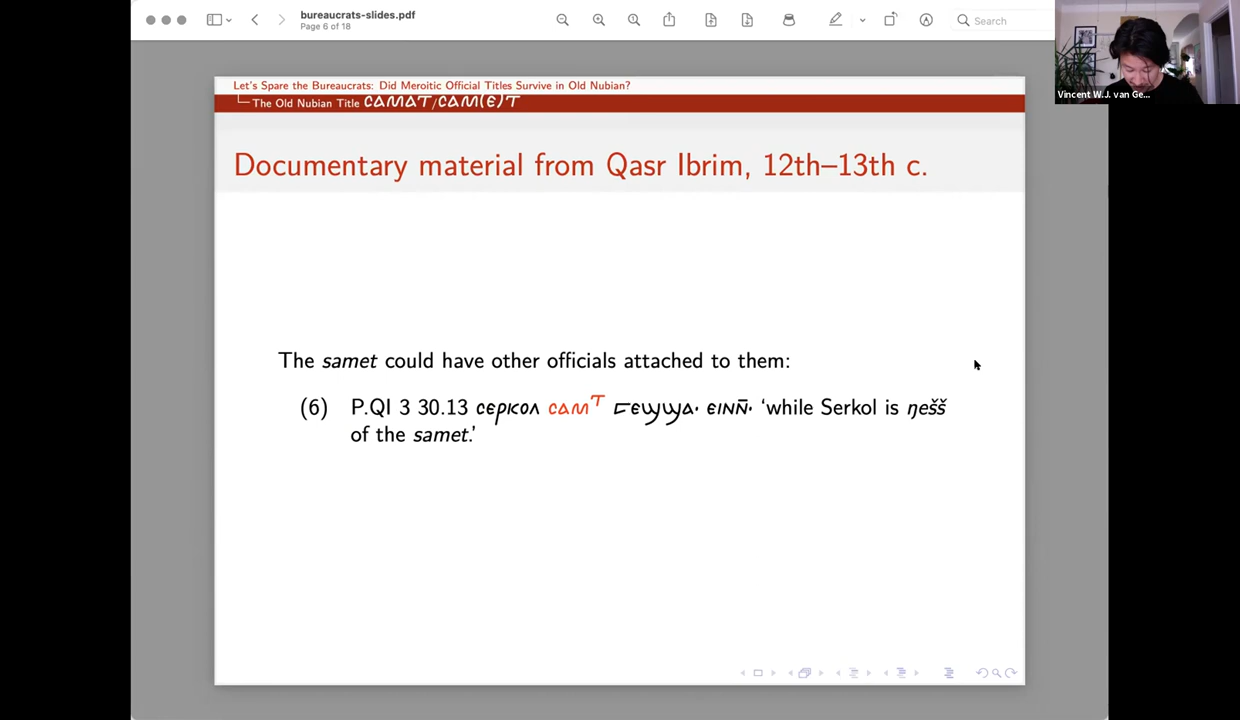 bureaucrats-slides.pdf
Page 6 of 18
Search
Vincent W.J. van Ge...
Let's Spare the Bureaucrats: Did Meroitic Official Titles Survive in Old Nubian?
The Old Nubian Title ⲥⲁⲙⲁⲧ/ⲥⲁⲙ(ⲉ)ⲧ
Documentary material from Qasr Ibrim, 12th–13th c.
The samet could have other officials attached to them:
(6) P.QI 3 30.13 ⲥⲉⲣⲕⲟⲗ ⲥⲁⲙᵀ ⳟⲉϣϣⲁ· ⲉⲓⲛⲛ̄· ‘while Serkol is ŋešš
of the samet.’